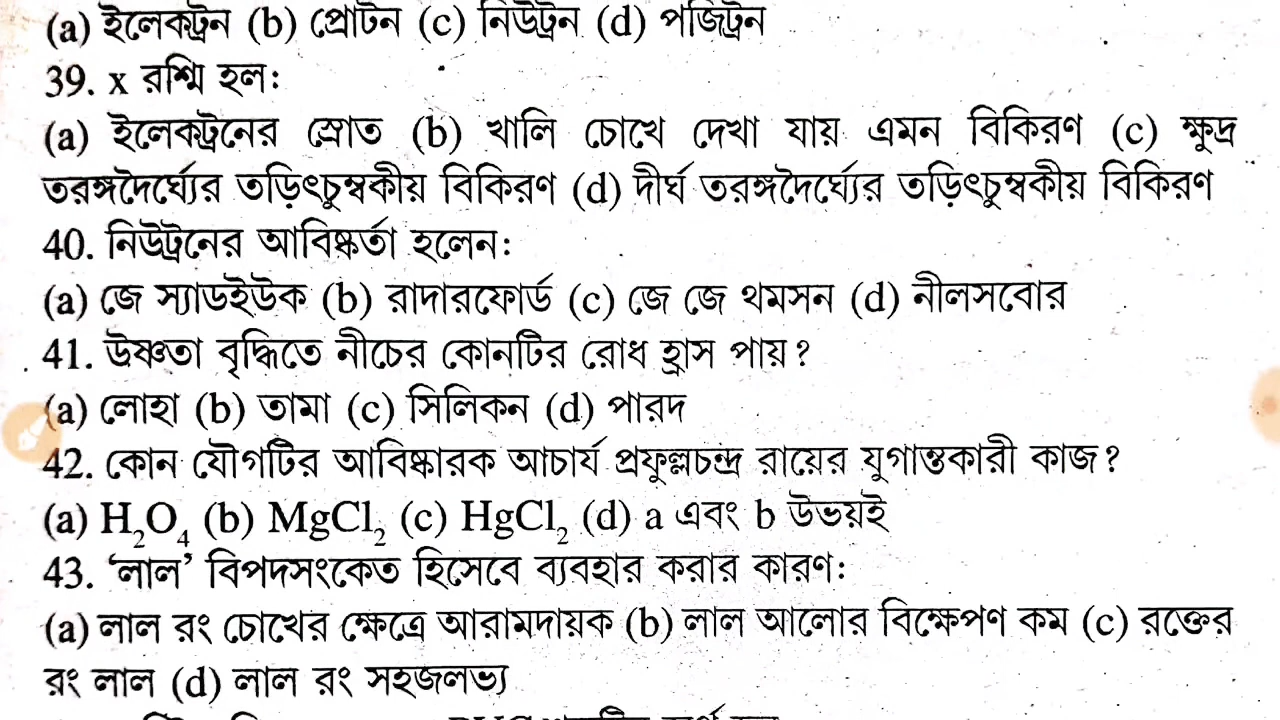 (a) ইলেকট্রন (b) প্রোটন (c) নিউট্রন (d) পজিট্রন
39. x রশ্মি হল:
(a) ইলেকট্রনের স্রোত (b) খালি চোখে দেখা যায় এমন বিকিরণ (c) ক্ষুদ্র
তরঙ্গদৈর্ঘ্যের তড়িৎচুম্বকীয় বিকিরণ (d) দীর্ঘ তরঙ্গদৈর্ঘ্যের তড়িৎচুম্বকীয় বিকিরণ
40. নিউট্রনের আবিষ্কর্তা হলেন:
(a) জে স্যাডইউক (b) রাদারফোর্ড (c) জে জে থমসন (d) নীলসবোর
41. উষ্ণতা বৃদ্ধিতে নীচের কোনটির রোধ হ্রাস পায়?
(a) লোহা (b) তামা (c) সিলিকন (d) পারদ
42. কোন যৌগটির আবিষ্কারক আচার্য প্রফুল্লচন্দ্র রায়ের যুগান্তকারী কাজ?
(a) H₂O₄ (b) MgCl₂ (c) HgCl₂ (d) a এবং b উভয়ই
43. ‘লাল’ বিপদসংকেত হিসেবে ব্যবহার করার কারণ:
(a) লাল রং চোখের ক্ষেত্রে আরামদায়ক (b) লাল আলোর বিক্ষেপণ কম (c) রক্তের
রং লাল (d) লাল রং সহজলভ্য